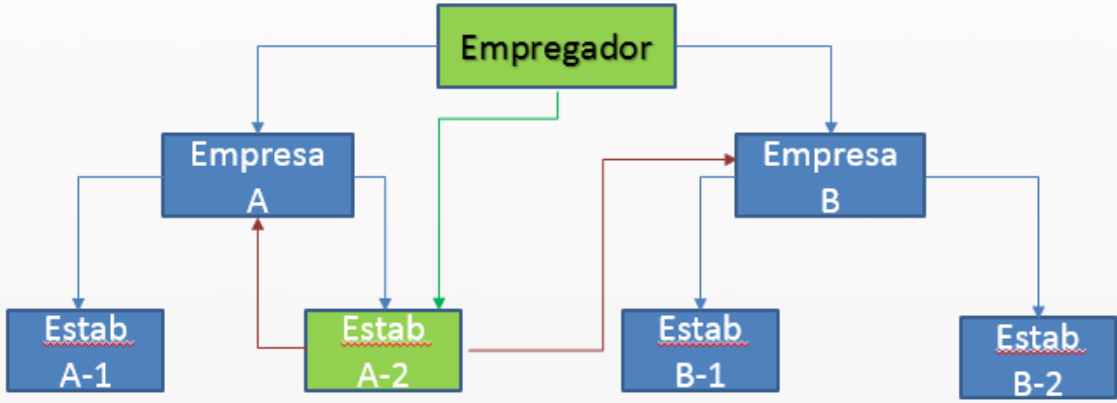 Empregador
Empresa
A
Empresa
B
Estab
A-1
Estab
A-2
Estab
B-1
Estab
B-2